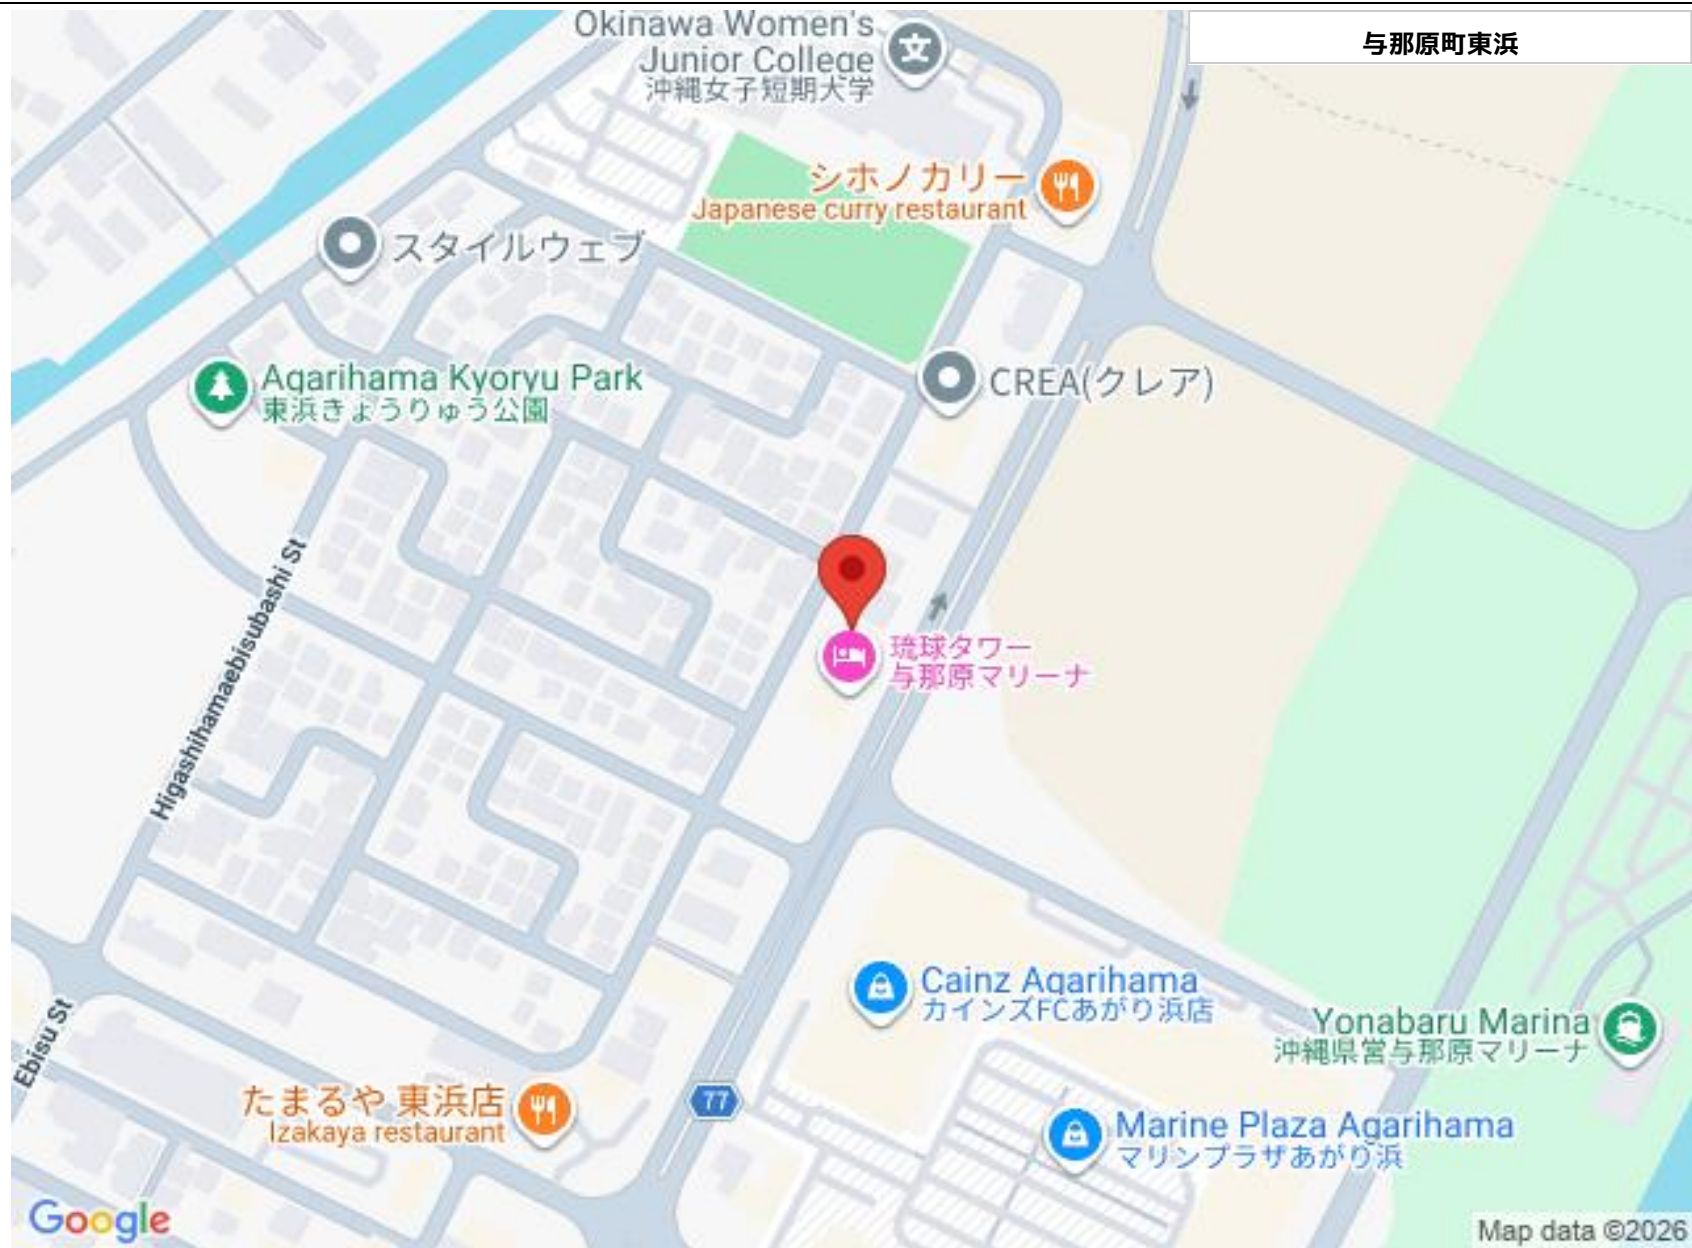 Okinawa Women's
Junior College
沖縄女子短期大学
与那原町東浜
シホノカリー
Japanese curry restaurant
スタイルウェブ
Agarihama Kyoryu Park
東浜きょうりゅう公園
CREA(クレア)
Higashihamaebisubashi St
琉球タワー
与那原マリーナ
Cainz Agarihama
カインズFCあがり浜店
Yonabaru Marina
沖縄県営与那原マリーナ
Ebisu St
たまるや 東浜店
Izakaya restaurant
77
Marine Plaza Agarihama
マリンプラザあがり浜
Google
Map data ©2026